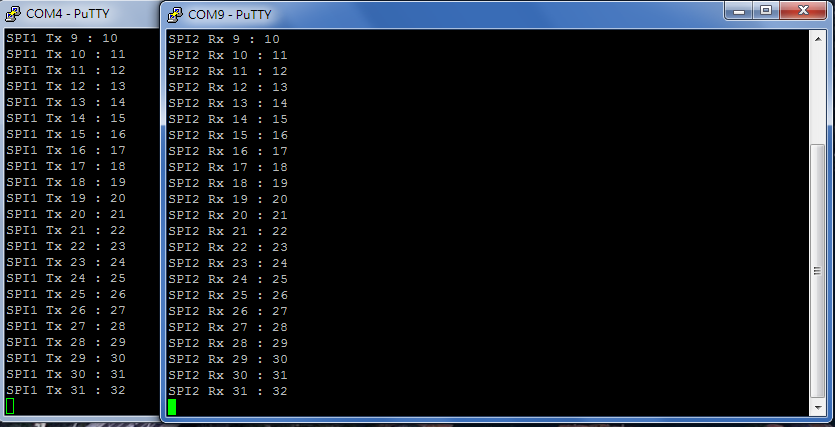 COM4 - PuTTY
SPI1 Tx 9 : 10
SPI1 Tx 10 : 11
SPI1 Tx 11 : 12
SPI1 Tx 12 : 13
SPI1 Tx 13 : 14
SPI1 Tx 14 : 15
SPI1 Tx 15 : 16
SPI1 Tx 16 : 17
SPI1 Tx 17 : 18
SPI1 Tx 18 : 19
SPI1 Tx 19 : 20
SPI1 Tx 20 : 21
SPI1 Tx 21 : 22
SPI1 Tx 22 : 23
SPI1 Tx 23 : 24
SPI1 Tx 24 : 25
SPI1 Tx 25 : 26
SPI1 Tx 26 : 27
SPI1 Tx 27 : 28
SPI1 Tx 28 : 29
SPI1 Tx 29 : 30
SPI1 Tx 30 : 31
SPI1 Tx 31 : 32
COM9 - PuTTY
SPI2 Rx 9 : 10
SPI2 Rx 10 : 11
SPI2 Rx 11 : 12
SPI2 Rx 12 : 13
SPI2 Rx 13 : 14
SPI2 Rx 14 : 15
SPI2 Rx 15 : 16
SPI2 Rx 16 : 17
SPI2 Rx 17 : 18
SPI2 Rx 18 : 19
SPI2 Rx 19 : 20
SPI2 Rx 20 : 21
SPI2 Rx 21 : 22
SPI2 Rx 22 : 23
SPI2 Rx 23 : 24
SPI2 Rx 24 : 25
SPI2 Rx 25 : 26
SPI2 Rx 26 : 27
SPI2 Rx 27 : 28
SPI2 Rx 28 : 29
SPI2 Rx 29 : 30
SPI2 Rx 30 : 31
SPI2 Rx 31 : 32